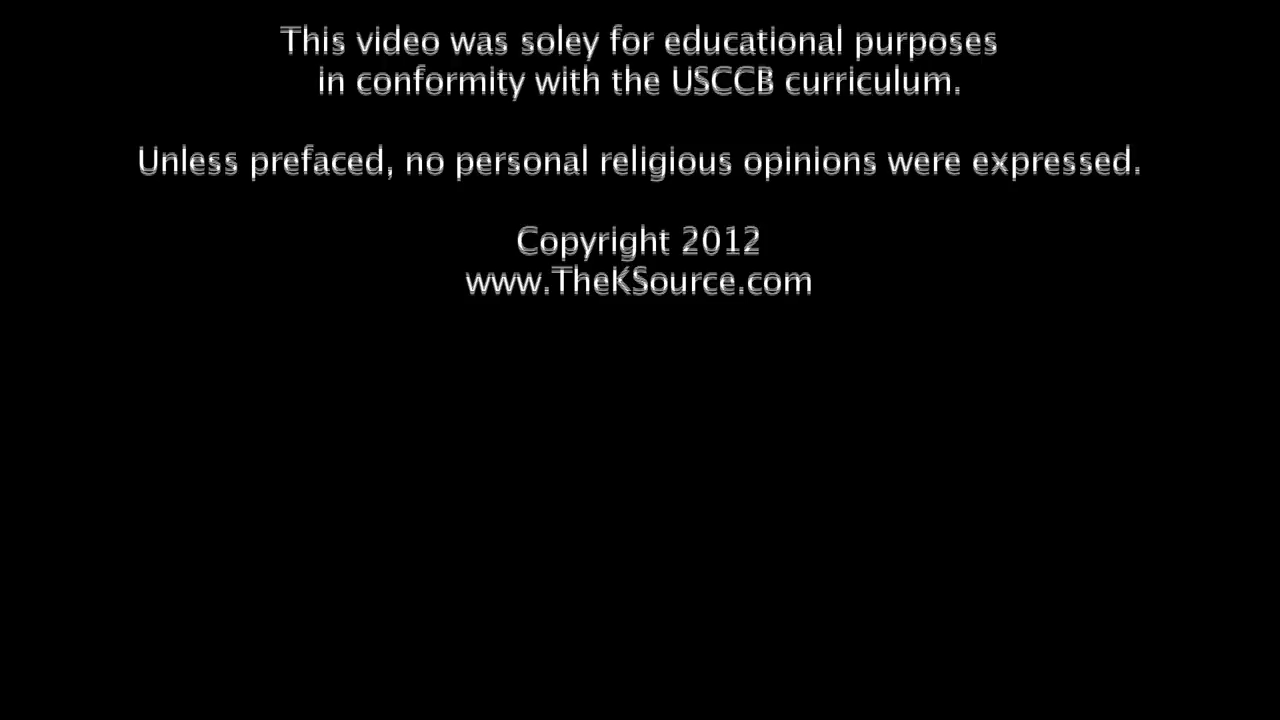 This video was soley for educational purposes
in conformity with the USCCB curriculum.
Unless prefaced, no personal religious opinions were expressed.
Copyright 2012
www.TheKSource.com